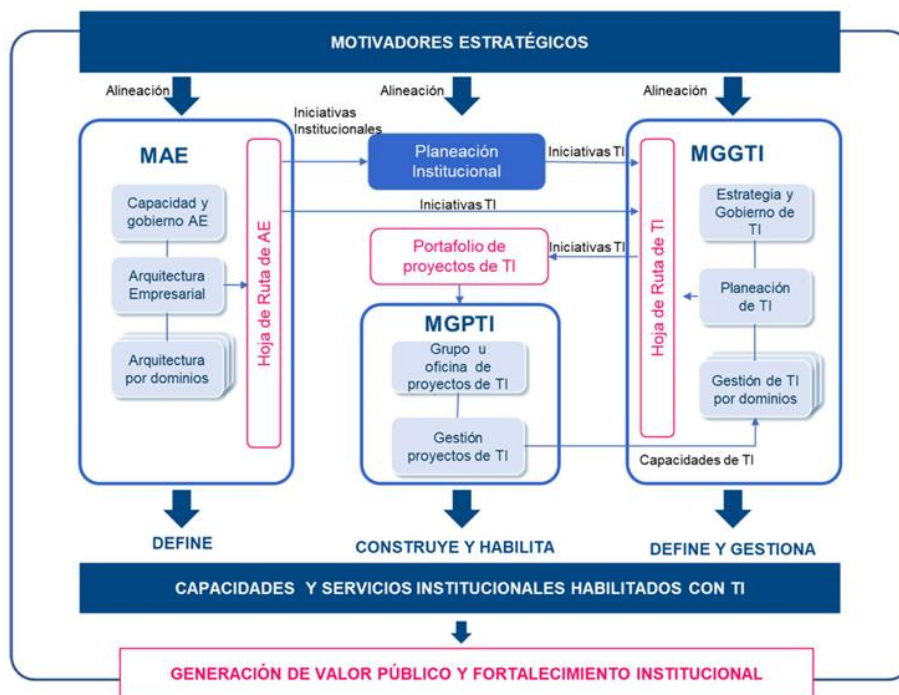 MOTIVADORES ESTRATÉGICOS
Alineación
Alineación
Alineación
Iniciativas
Institucionales
MAE
Capacidad y
gobierno AE
Arquitectura
Empresarial
Arquitectura
por dominios
Hoja de Ruta de AE
Planeación
Institucional
Iniciativas TI
Iniciativas TI
Iniciativas TI
Portafolio de
proyectos de TI
MGPTI
Grupo u
oficina de
proyectos de TI
Gestión
proyectos de TI
Capacidades de TI
MGGTI
Hoja de Ruta de TI
Estrategia y
Gobierno de
TI
Planeación
de TI
Gestión de TI
por dominios
DEFINE
CONSTRUYE Y HABILITA
DEFINE Y GESTIONA
CAPACIDADES Y SERVICIOS INSTITUCIONALES HABILITADOS CON TI
GENERACIÓN DE VALOR PÚBLICO Y FORTALECIMIENTO INSTITUCIONAL